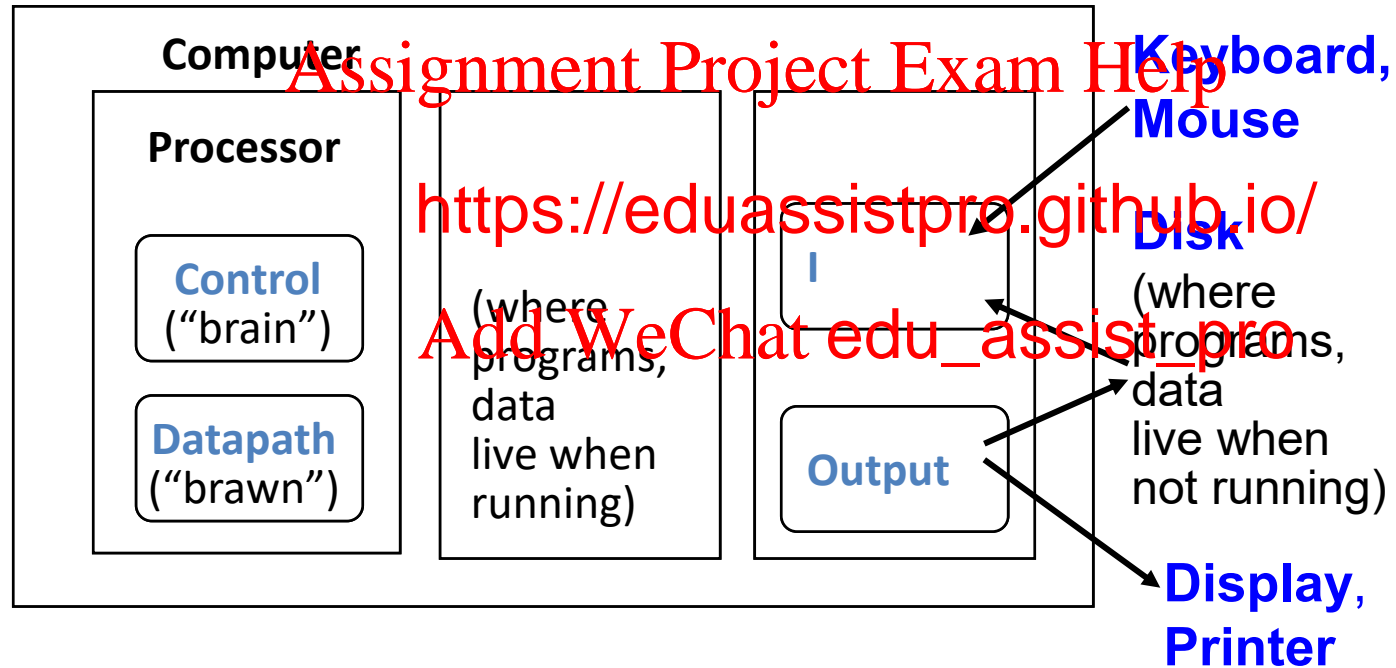 Computer
Assignment Project Exam Help
Keyboard,
Mouse
Processor
https://eduassistpro.github.io/
Disk
Control
("brain")
I
(where
programs,
data
live when
running)
Add WeChat edu_assist_pro
(where
programs,
data
live when
not running)
Datapath
("brawn")
Output
Display,
Printer